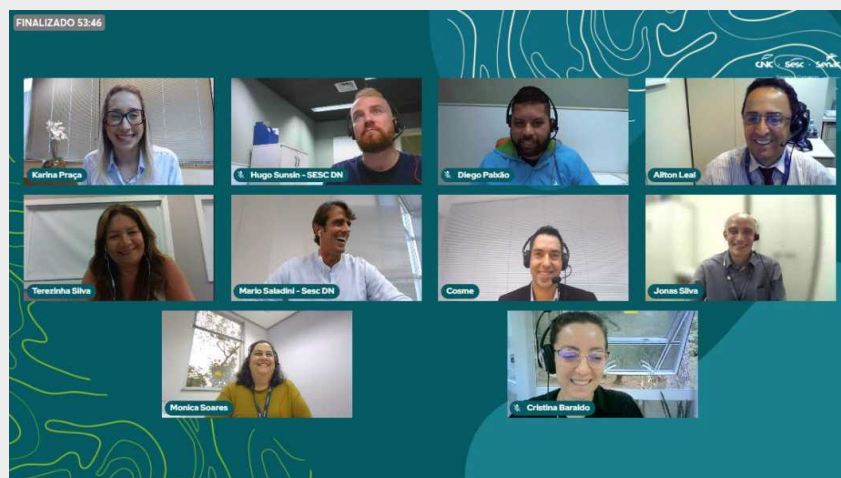 FINALIZADO 53:46
CNC · Sesc · Senac
Karina Praça
Hugo Sunsin - SESC DN
Diego Paixão
Ailton Leal
Terezinha Silva
Mario Saladini - Sesc DN
Cosme
Jonas Silva
Monica Soares
Cristina Baraldo